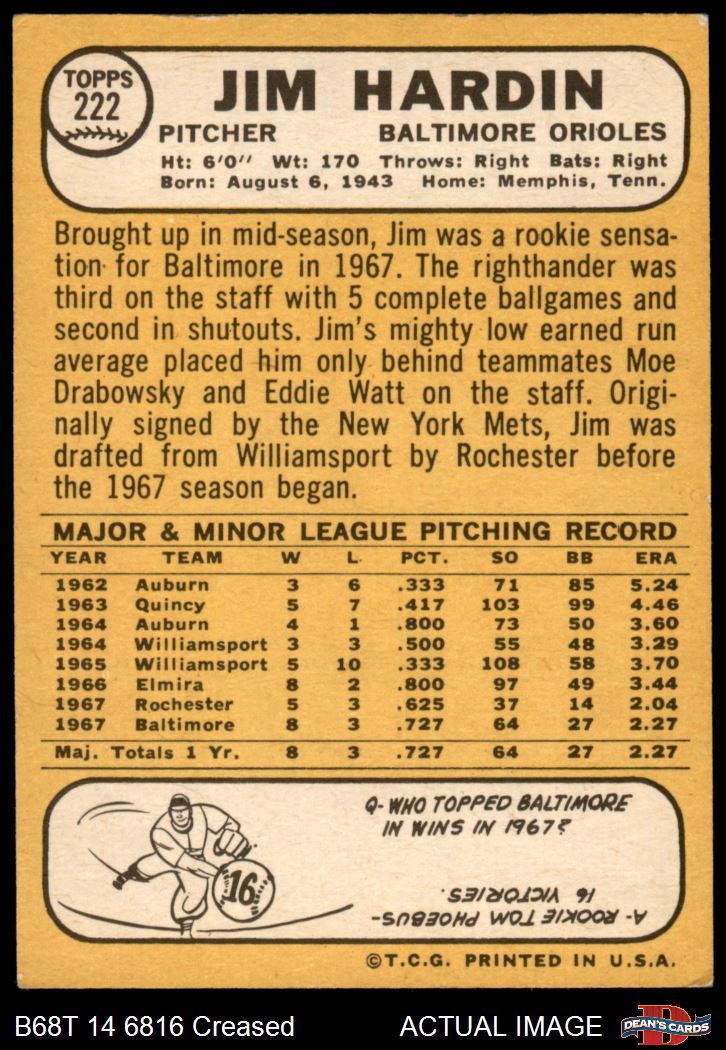 TOPPS
222
JIM HARDIN
PITCHER BALTIMORE ORIOLES
Ht: 6'0" Wt: 170 Throws: Right Bats: Right
Born: August 6, 1943 Home: Memphis, Tenn.
Brought up in mid-season, Jim was a rookie sensa-
tion for Baltimore in 1967. The righthander was
third on the staff with 5 complete ballgames and
second in shutouts. Jim's mighty low earned run
average placed him only behind teammates Moe
Drabowsky and Eddie Watt on the staff. Origi-
nally signed by the New York Mets, Jim was
drafted from Williamsport by Rochester before
the 1967 season began.
MAJOR & MINOR LEAGUE PITCHING RECORD
YEAR TEAM W L PCT. SO BB ERA
1962 Auburn 3 6 .333 71 85 5.24
1963 Quincy 5 7 .417 103 99 4.46
1964 Auburn 4 1 .800 73 50 3.60
1964 Williamsport 3 3 .500 55 48 3.29
1965 Williamsport 5 10 .333 108 58 3.70
1966 Elmira 8 2 .800 97 49 3.44
1967 Rochester 5 3 .625 37 14 2.04
1967 Baltimore 8 3 .727 64 27 2.27
Maj. Totals 1 Yr. 8 3 .727 64 27 2.27
16
Q- WHO TOPPED BALTIMORE
IN WINS IN 1967?
A- ROOKIE TOM PHOEBUS-
16 VICTORIES.
©T.C.G. PRINTED IN U.S.A.
B68T 14 6816 Creased ACTUAL IMAGE
D
DEAN'S CARDS